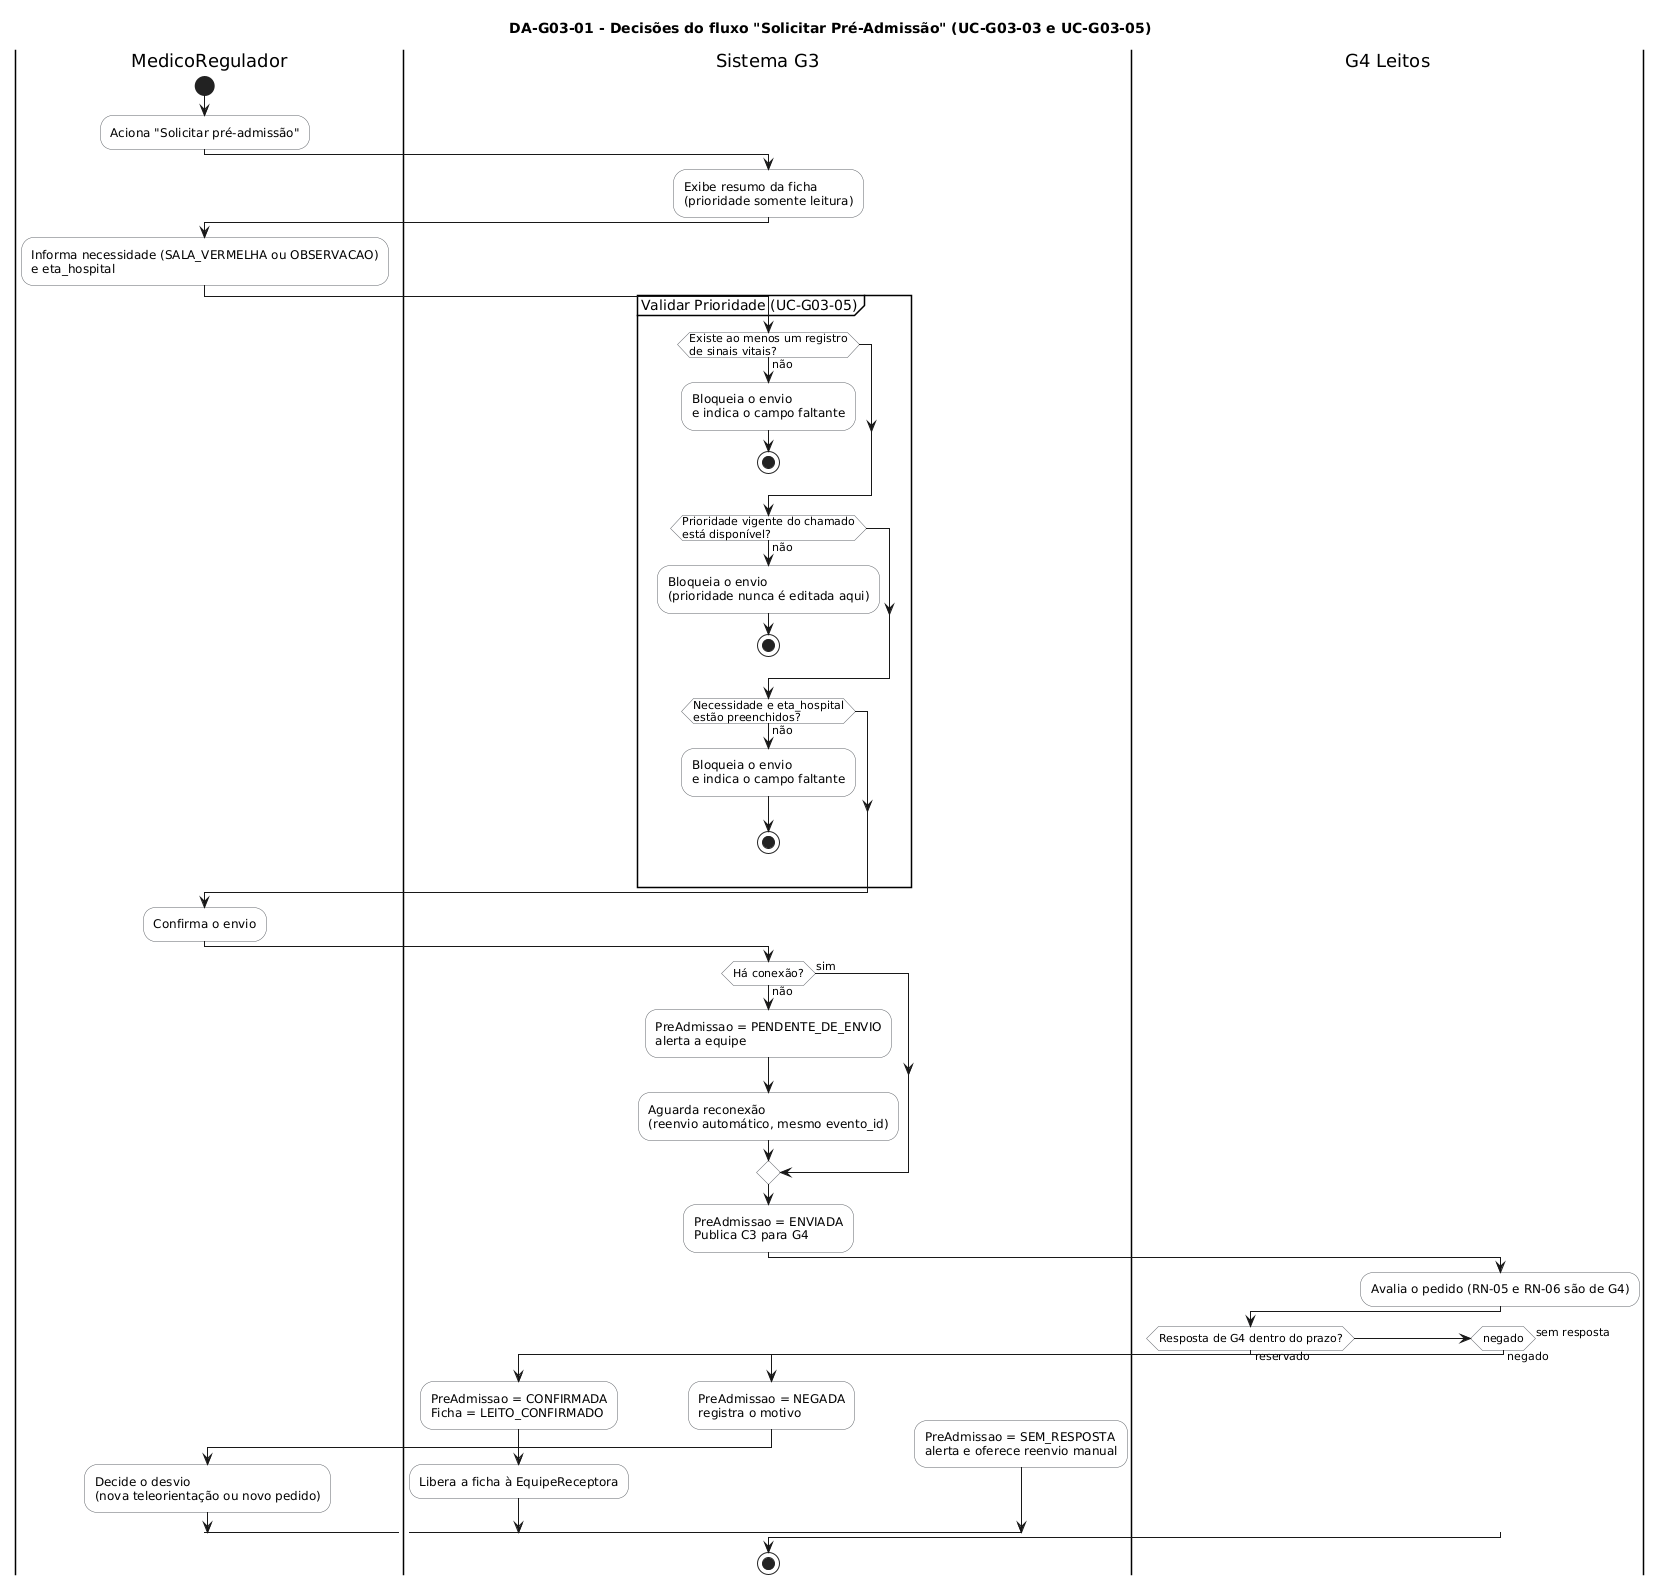 DA-G03-01 - Decisões do fluxo "Solicitar Pré-Admissão" (UC-G03-03 e UC-G03-05)
MedicoRegulador
Sistema G3
G4 Leitos
Aciona "Solicitar pré-admissão"
Exibe resumo da ficha
(prioridade somente leitura)
Informa necessidade (SALA_VERMELHA ou OBSERVACAO)
e eta_hospital
Validar Prioridade (UC-G03-05)
Existe ao menos um registro
de sinais vitais?
não
Bloqueia o envio
e indica o campo faltante
Prioridade vigente do chamado
está disponível?
não
Bloqueia o envio
(prioridade nunca é editada aqui)
Necessidade e eta_hospital
estão preenchidos?
não
Bloqueia o envio
e indica o campo faltante
Confirma o envio
Há conexão?
sim
não
PreAdmissao = PENDENTE_DE_ENVIO
alerta a equipe
Aguarda reconexão
(reenvio automático, mesmo evento_id)
PreAdmissao = ENVIADA
Publica C3 para G4
Avalia o pedido (RN-05 e RN-06 são de G4)
Resposta de G4 dentro do prazo?
negado
sem resposta
reservado
negado
PreAdmissao = CONFIRMADA
Ficha = LEITO_CONFIRMADO
PreAdmissao = NEGADA
registra o motivo
PreAdmissao = SEM_RESPOSTA
alerta e oferece reenvio manual
Decide o desvio
(nova teleorientação ou novo pedido)
Libera a ficha à EquipeReceptora